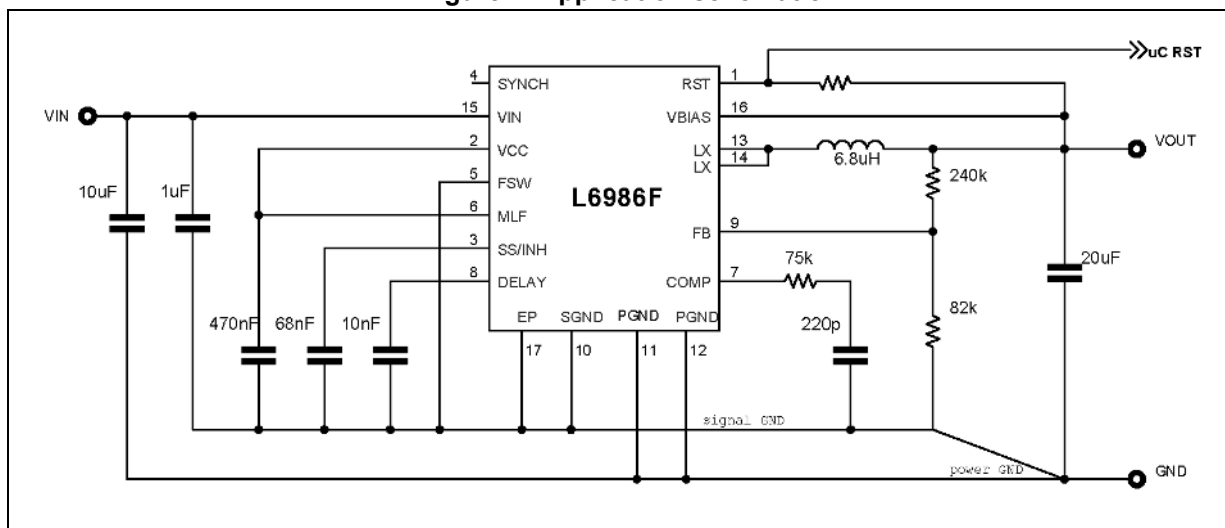 uC RST
4 SYNCH
RST 1
VIN
15 VIN
VBIAS 16
2 VCC
LX 13
LX 14
6.8uH
VOUT
10uF
1uF
5 FSW
L6986F
240k
6 MLF
FB 9
3 SS/INH
75k
20uF
8 DELAY
COMP 7
82k
470nF
68nF
10nF
EP
SGND
PGND
PGND
220p
17
10
11
12
signal GND
power GND
GND